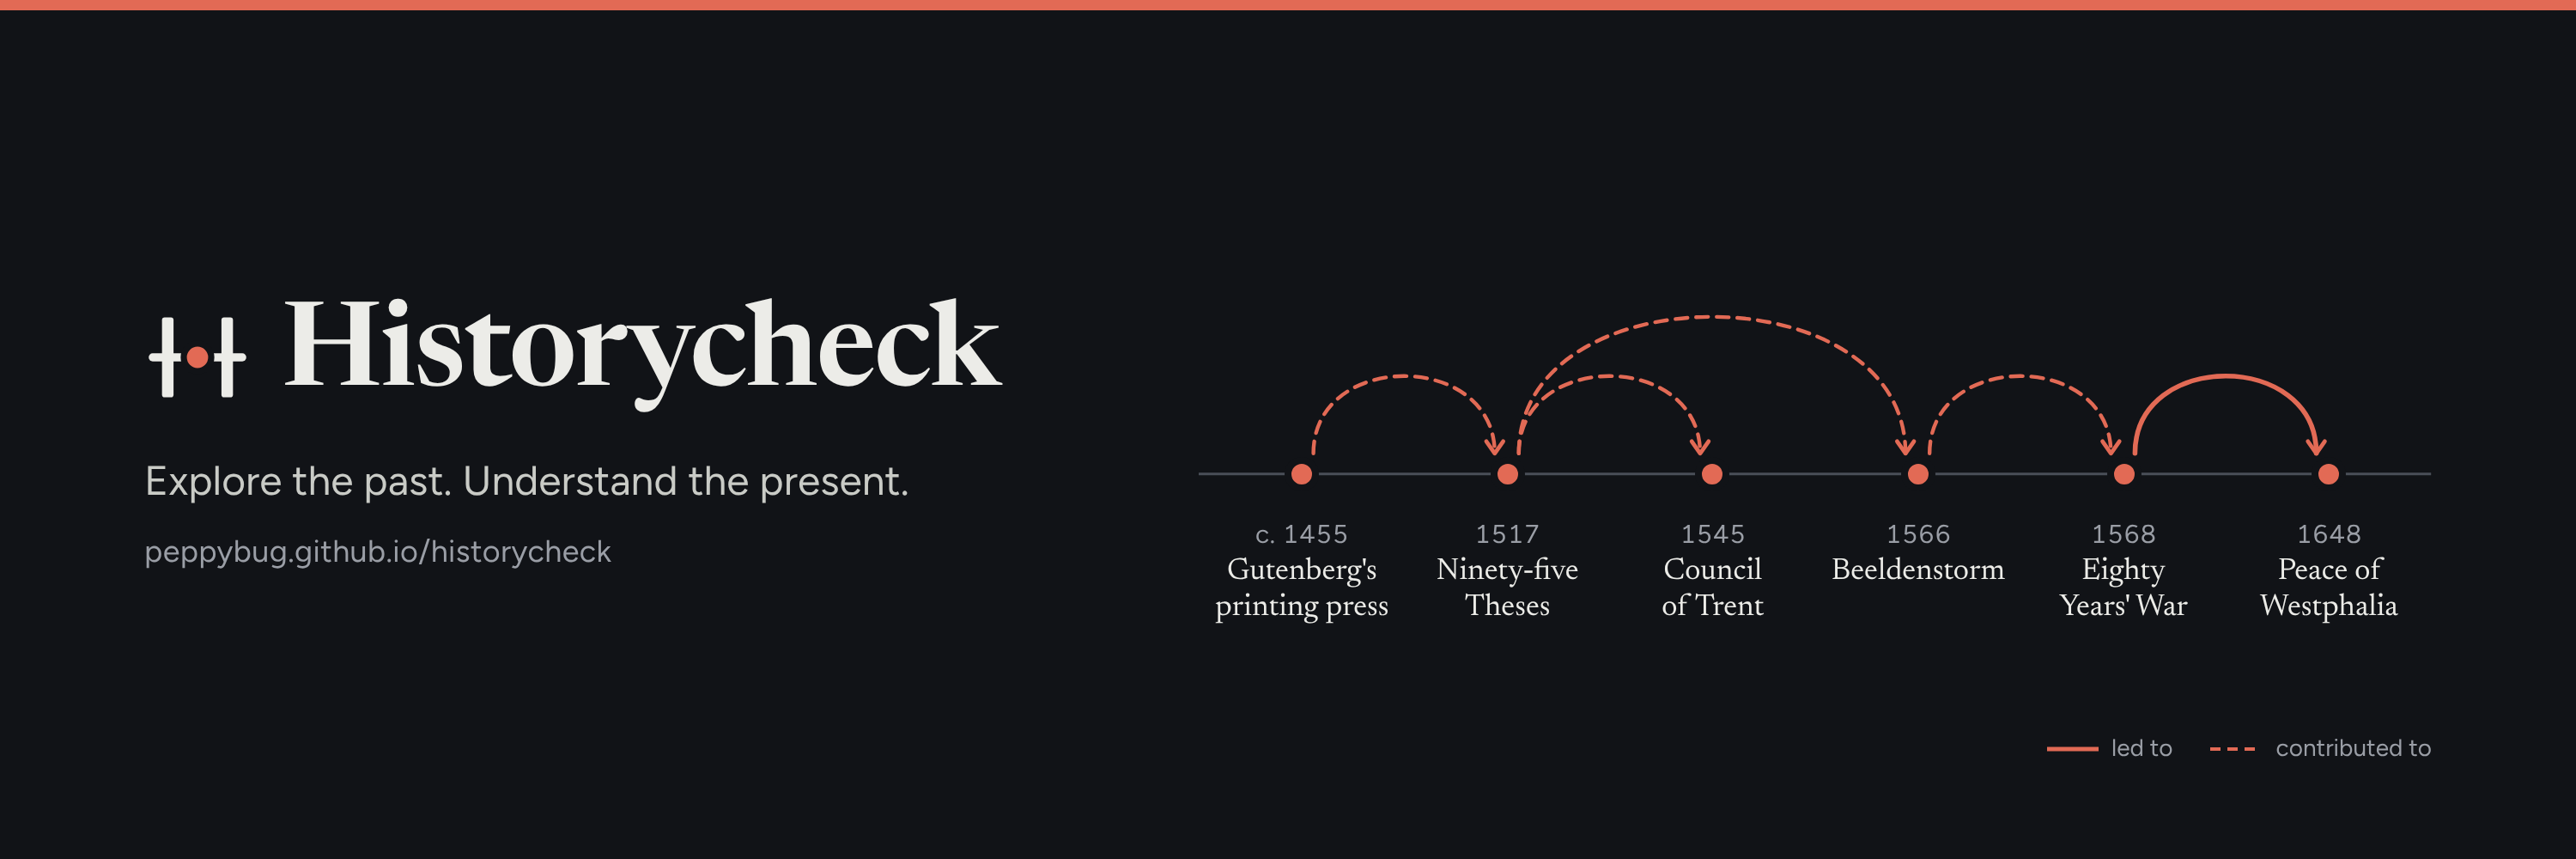 Historycheck
Explore the past. Understand the present.
peppybug.github.io/historycheck
c. 1455
Gutenberg's
printing press
1517
Ninety-five
Theses
1545
Council
of Trent
1566
Beeldenstorm
1568
Eighty
Years' War
1648
Peace of
Westphalia
led to
contributed to